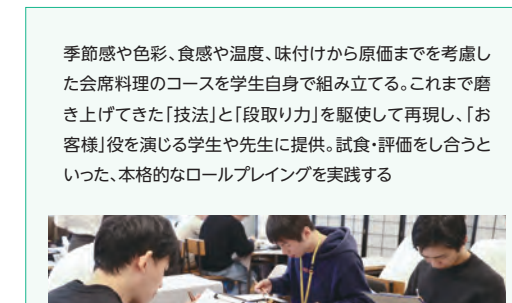 季節感や色彩、食感や温度、味付けから原価までを考慮し
た会席料理のコースを学生自身で組み立てる。これまで磨
き上げてきた「技法」と「段取り力」を駆使して再現し、「お
客様」役を演じる学生や先生に提供。試食・評価をし合うと
いった、本格的なロールプレイングを実践する